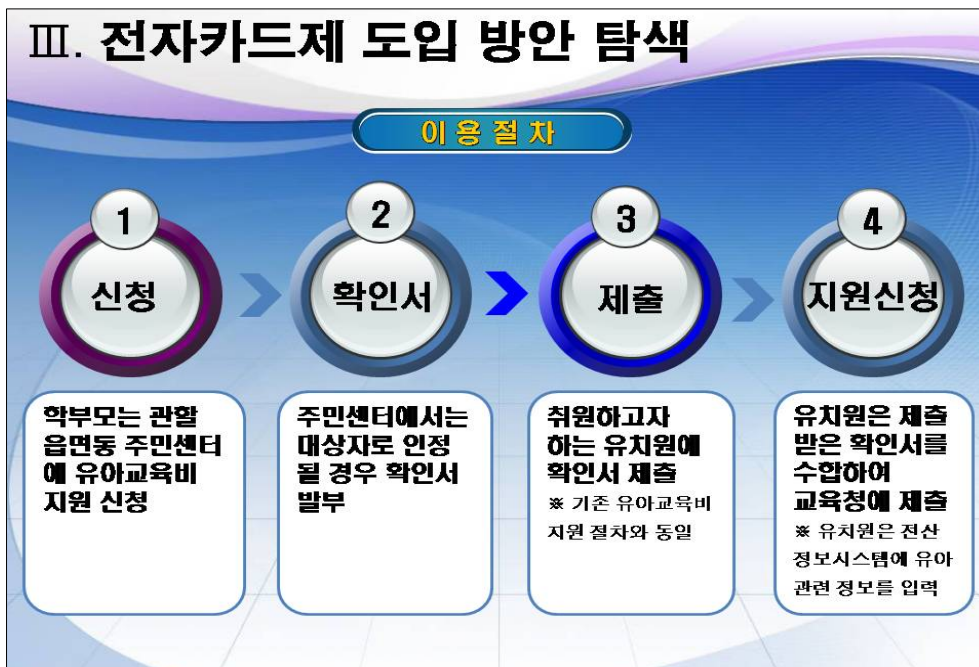 Ⅲ. 전자카드제 도입 방안 탐색
이용절차
1
신청
학부모는 관할
읍면동 주민센터
에 유아교육비
지원 신청
2
확인서
주민센터에서는
대상자로 인정
될 경우 확인서
발부
3
제출
취원하고자
하는 유치원에
확인서 제출
※ 기존 유아교육비
지원 절차와 동일
4
지원신청
유치원은 제출
받은 확인서를
수합하여
교육청에 제출
※ 유치원은 전산
정보시스템에 유아
관련 정보를 입력